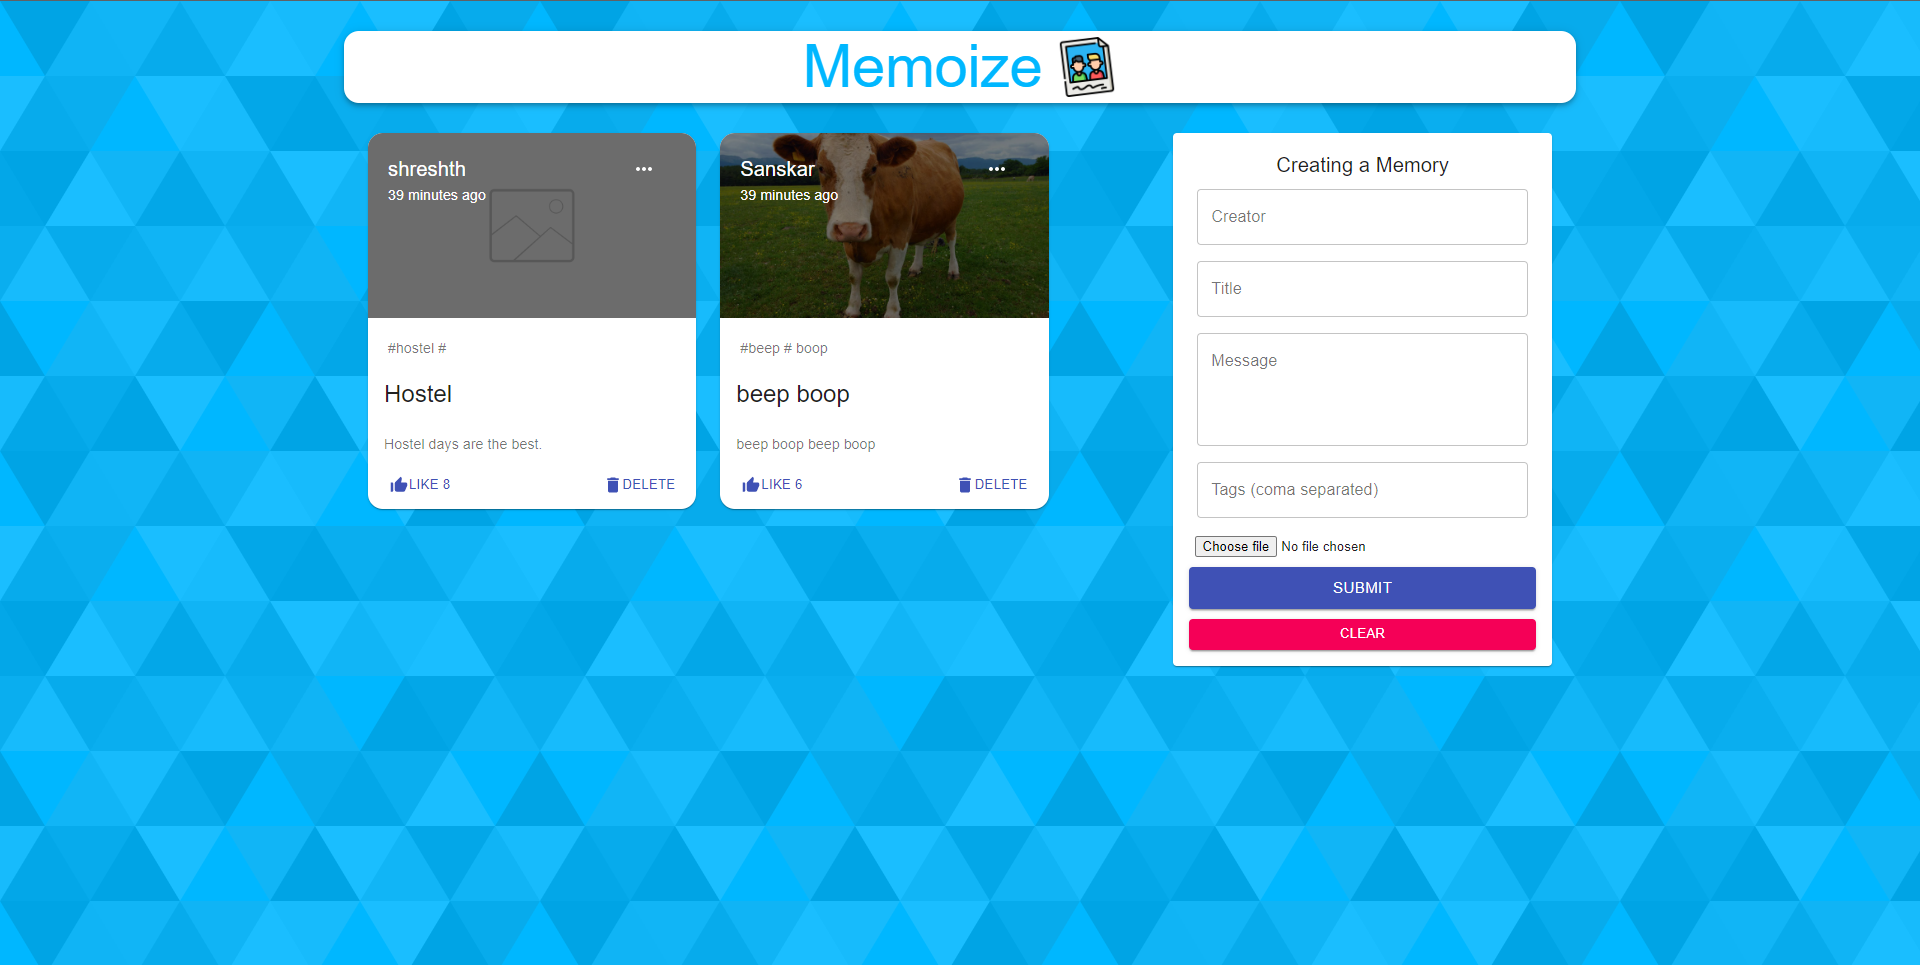 Memoize
shreshth
39 minutes ago
#hostel #
Hostel
Hostel days are the best.
LIKE 8
DELETE
Sanskar
39 minutes ago
#beep # boop
beep boop
beep boop beep boop
LIKE 6
DELETE
Creating a Memory
Creator
Title
Message
Tags (coma separated)
Choose file No file chosen
SUBMIT
CLEAR